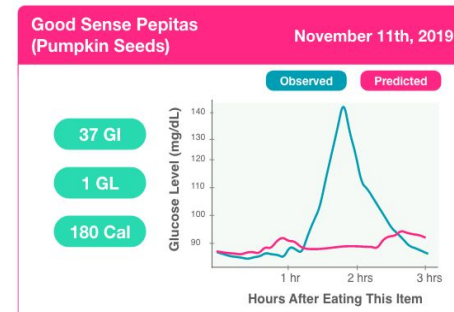 Good Sense Pepitas
(Pumpkin Seeds)
November 11th, 2019
Observed
Predicted
37 GI
1 GL
180 Cal
Glucose Level (mg/dL)
140
130
120
110
100
90
1 hr
2 hrs
3 hrs
Hours After Eating This Item